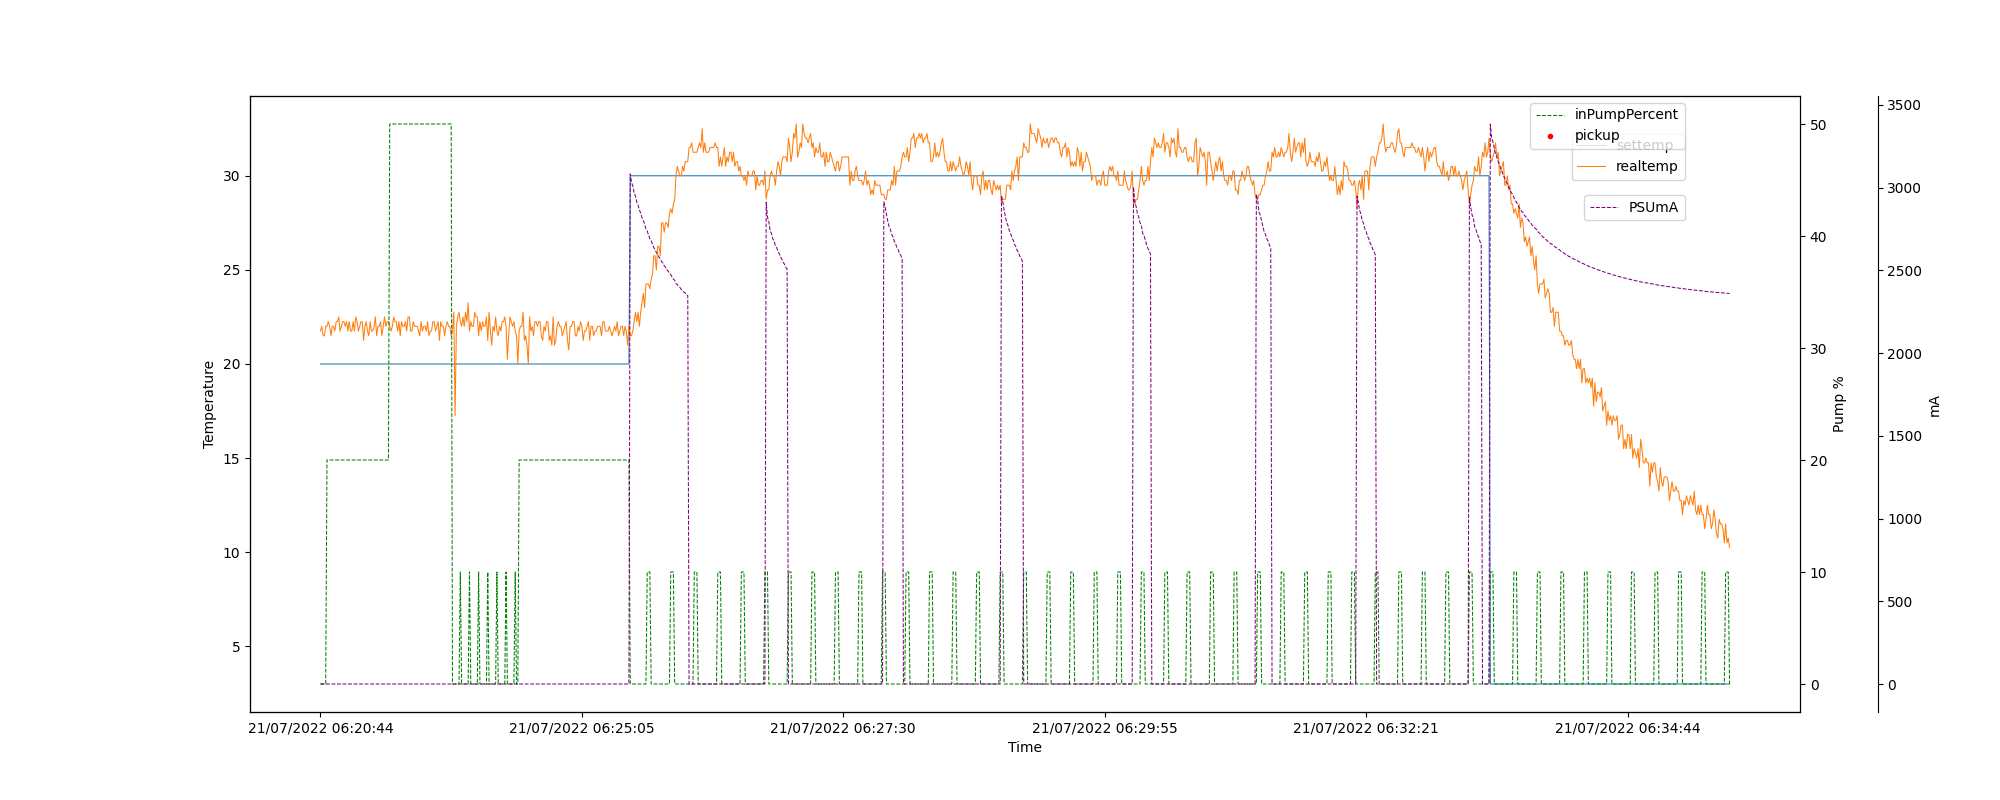 inPumpPercent
pickup
settemp
realtemp
PSUmA
Temperature
30
25
20
15
10
5
Pump %
50
40
30
20
10
0
mA
3500
3000
2500
2000
1500
1000
500
0
21/07/2022 06:20:44
21/07/2022 06:25:05
21/07/2022 06:27:30
21/07/2022 06:29:55
21/07/2022 06:32:21
21/07/2022 06:34:44
Time